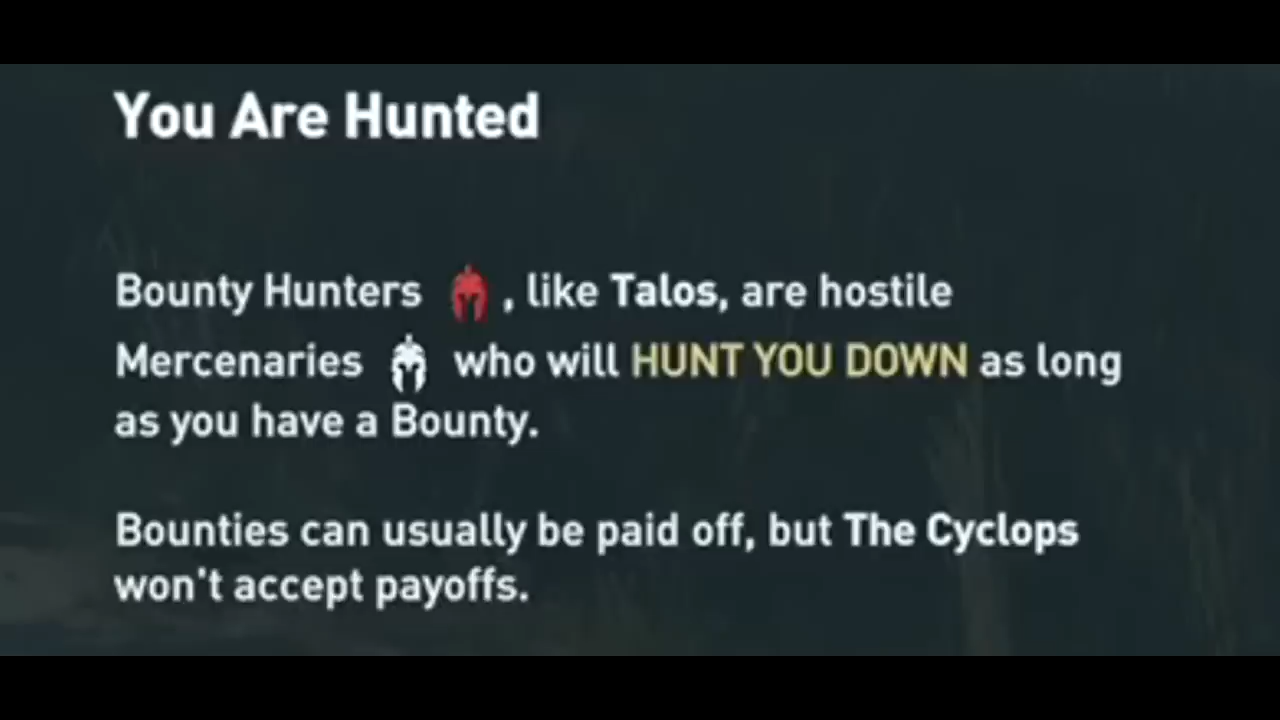 You Are Hunted
Bounty Hunters , like Talos, are hostile
Mercenaries who will HUNT YOU DOWN as long
as you have a Bounty.
Bounties can usually be paid off, but The Cyclops
won't accept payoffs.